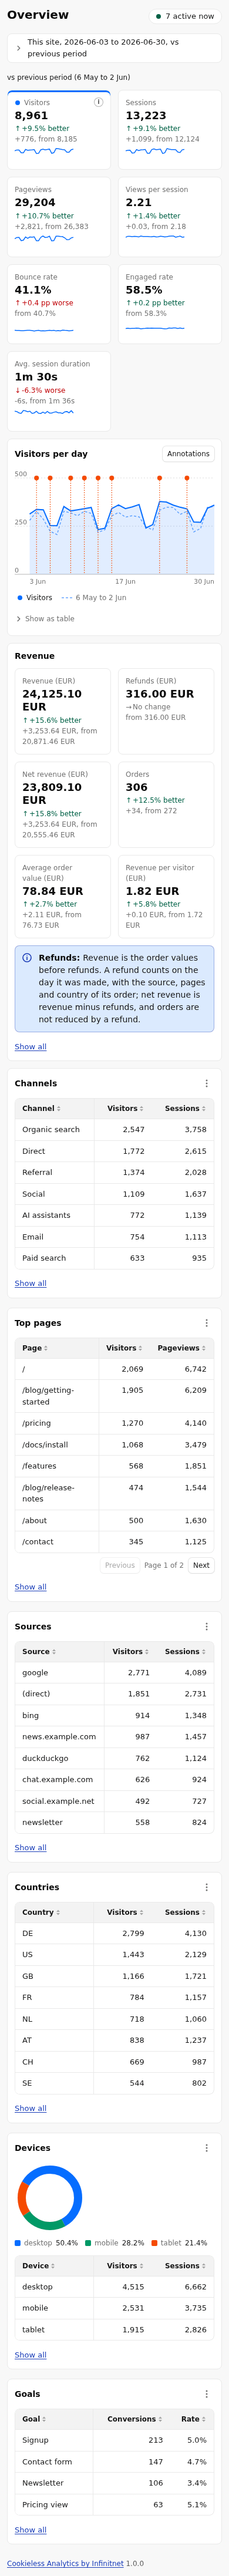 Overview
7 active now
This site, 2026-06-03 to 2026-06-30, vs
previous period
vs previous period (6 May to 2 Jun)
Visitors
8,961
↑ +9.5% better
+776, from 8,185
Sessions
13,223
↑ +9.1% better
+1,099, from 12,124
Pageviews
29,204
↑ +10.7% better
+2,821, from 26,383
Views per session
2.21
↑ +1.4% better
+0.03, from 2.18
Bounce rate
41.1%
↑ +0.4 pp worse
from 40.7%
Engaged rate
58.5%
↑ +0.2 pp better
from 58.3%
Avg. session duration
1m 30s
↓ -6.3% worse
-6s, from 1m 36s
Visitors per day
Annotations
500
250
0
3 Jun 17 Jun 30 Jun
Visitors 6 May to 2 Jun
Show as table
Revenue
Revenue (EUR)
24,125.10
EUR
↑ +15.6% better
+3,253.64 EUR, from
20,871.46 EUR
Refunds (EUR)
316.00 EUR
→ No change
from 316.00 EUR
Net revenue (EUR)
23,809.10
EUR
↑ +15.8% better
+3,253.64 EUR, from
20,555.46 EUR
Orders
306
↑ +12.5% better
+34, from 272
Average order
value (EUR)
78.84 EUR
↑ +2.7% better
+2.11 EUR, from
76.73 EUR
Revenue per visitor
(EUR)
1.82 EUR
↑ +5.8% better
+0.10 EUR, from 1.72
EUR
Refunds: Revenue is the order values
before refunds. A refund counts on the
day it was made, with the source, pages
and country of its order; net revenue is
revenue minus refunds, and orders are
not reduced by a refund.
Show all
Channels
Channel Visitors Sessions
Organic search 2,547 3,758
Direct 1,772 2,615
Referral 1,374 2,028
Social 1,109 1,637
AI assistants 772 1,139
Email 754 1,113
Paid search 633 935
Show all
Top pages
Page Visitors Pageviews
/ 2,069 6,742
/blog/getting-
started 1,905 6,209
/pricing 1,270 4,140
/docs/install 1,068 3,479
/features 568 1,851
/blog/release-
notes 474 1,544
/about 500 1,630
/contact 345 1,125
Previous Page 1 of 2 Next
Show all
Sources
Source Visitors Sessions
google 2,771 4,089
(direct) 1,851 2,731
bing 914 1,348
news.example.com 987 1,457
duckduckgo 762 1,124
chat.example.com 626 924
social.example.net 492 727
newsletter 558 824
Show all
Countries
Country Visitors Sessions
DE 2,799 4,130
US 1,443 2,129
GB 1,166 1,721
FR 784 1,157
NL 718 1,060
AT 838 1,237
CH 669 987
SE 544 802
Show all
Devices
desktop 50.4% mobile 28.2% tablet 21.4%
Device Visitors Sessions
desktop 4,515 6,662
mobile 2,531 3,735
tablet 1,915 2,826
Show all
Goals
Goal Conversions Rate
Signup 213 5.0%
Contact form 147 4.7%
Newsletter 106 3.4%
Pricing view 63 5.1%
Show all
Cookieless Analytics by Infinitnet 1.0.0